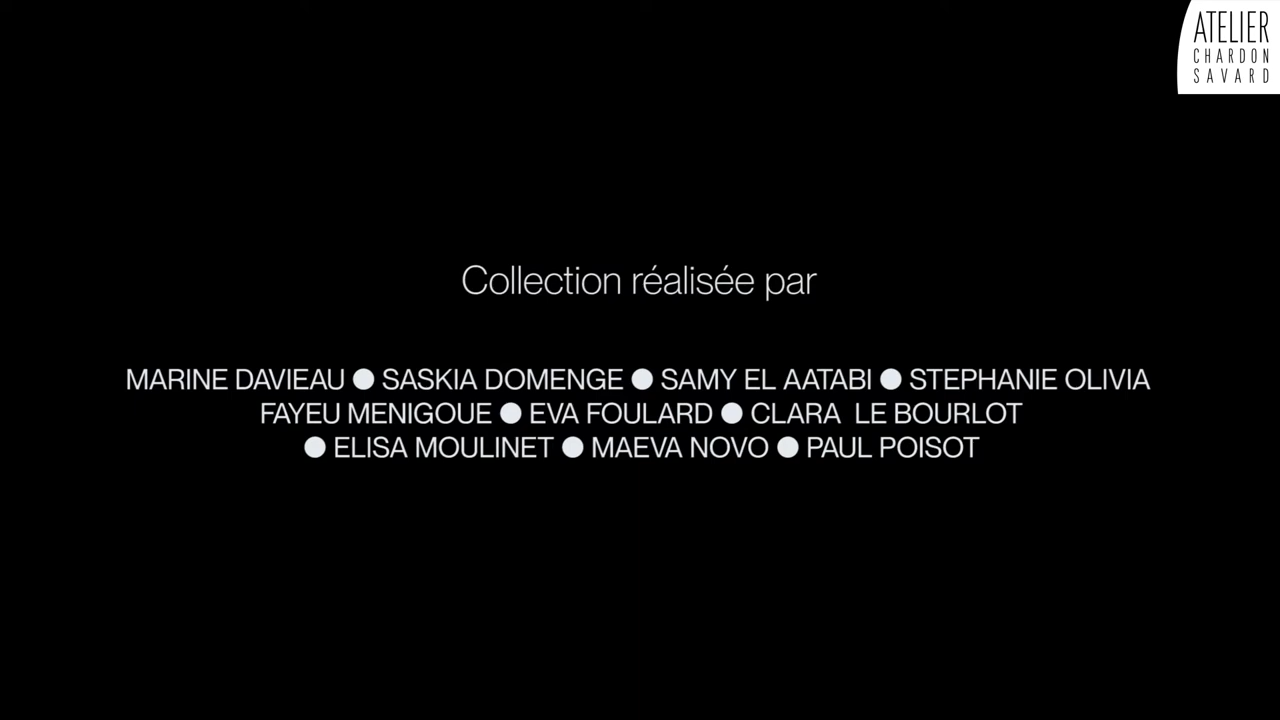 ATELIER
CHARDON
SAVARD
Collection réalisée par
MARINE DAVIEAU ● SASKIA DOMENGE ● SAMY EL AATABI ● STEPHANIE OLIVIA
FAYEU MENIGOUE ● EVA FOULARD ● CLARA  LE BOURLOT
● ELISA MOULINET ● MAEVA NOVO ● PAUL POISOT